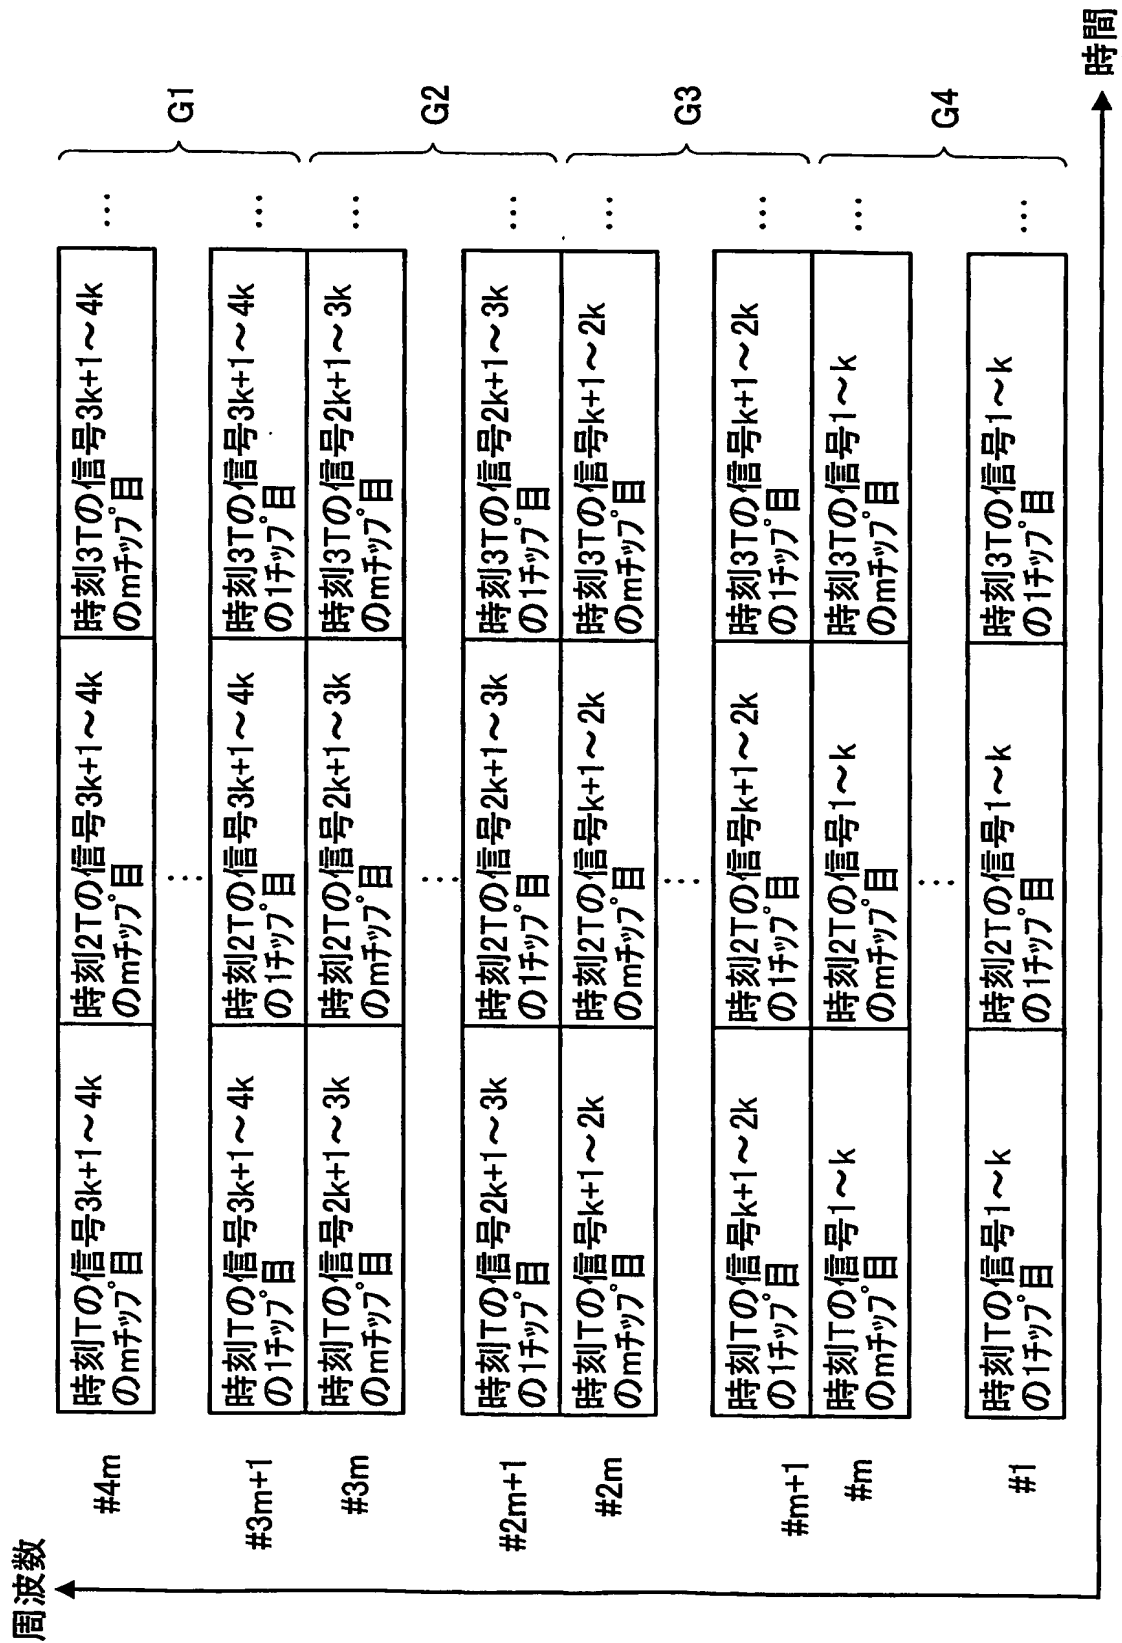 周波数
#4m
時刻Tの信号3k+1～4k
のmチップ目
時刻2Tの信号3k+1～4k
のmチップ目
時刻3Tの信号3k+1～4k
のmチップ目
…
G1
…
#3m+1
時刻Tの信号3k+1～4k
の1チップ目
時刻2Tの信号3k+1～4k
の1チップ目
時刻3Tの信号3k+1～4k
の1チップ目
…
#3m
時刻Tの信号2k+1～3k
のmチップ目
時刻2Tの信号2k+1～3k
のmチップ目
時刻3Tの信号2k+1～3k
のmチップ目
…
G2
…
#2m+1
時刻Tの信号2k+1～3k
の1チップ目
時刻2Tの信号2k+1～3k
の1チップ目
時刻3Tの信号2k+1～3k
の1チップ目
…
#2m
時刻Tの信号k+1～2k
のmチップ目
時刻2Tの信号k+1～2k
のmチップ目
時刻3Tの信号k+1～2k
のmチップ目
…
G3
…
#m+1
時刻Tの信号k+1～2k
の1チップ目
時刻2Tの信号k+1～2k
の1チップ目
時刻3Tの信号k+1～2k
の1チップ目
…
#m
時刻Tの信号1～k
のmチップ目
時刻2Tの信号1～k
のmチップ目
時刻3Tの信号1～k
のmチップ目
…
G4
…
#1
時刻Tの信号1～k
の1チップ目
時刻2Tの信号1～k
の1チップ目
時刻3Tの信号1～k
の1チップ目
…
時間